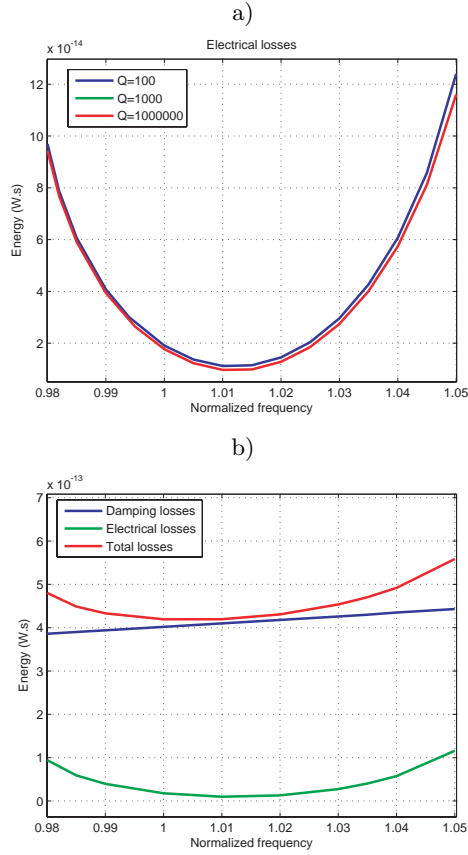 a)
x 10^-14
Electrical losses
Q=100
Q=1000
Q=1000000
12
10
8
6
4
2
Energy (W.s)
0.98 0.99 1 1.01 1.02 1.03 1.04 1.05
Normalized frequency
b)
x 10^-13
7
Damping losses
Electrical losses
Total losses
6
5
4
3
2
1
0
Energy (W.s)
0.98 0.99 1 1.01 1.02 1.03 1.04 1.05
Normalized frequency